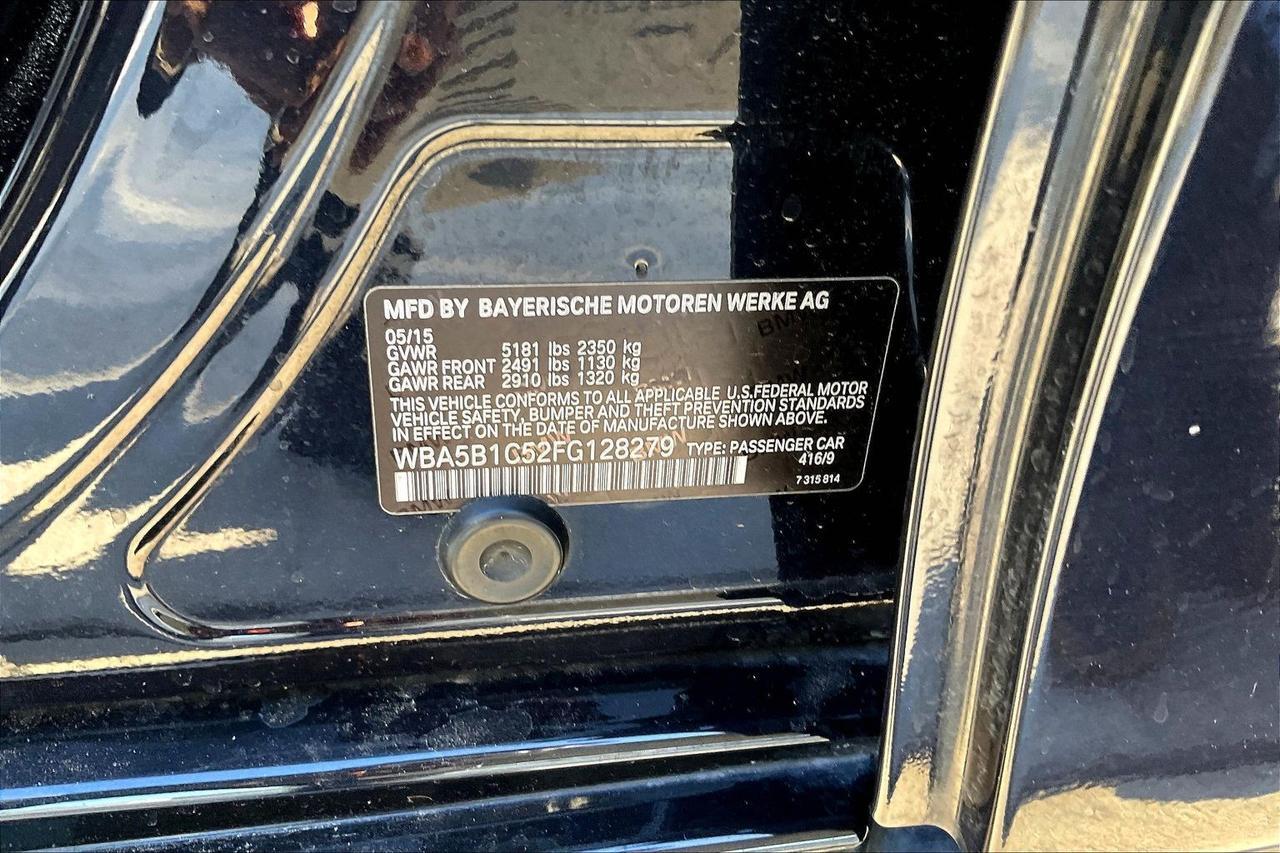 MFD BY BAYERISCHE MOTOREN WERKE AG
05/15
GVWR 5181 lbs 2350 kg
GAWR FRONT 2491 lbs 1130 kg
GAWR REAR 2910 lbs 1320 kg
THIS VEHICLE CONFORMS TO ALL APPLICABLE U.S.FEDERAL MOTOR
VEHICLE SAFETY, BUMPER AND THEFT PREVENTION STANDARDS
IN EFFECT ON THE DATE OF MANUFACTURE SHOWN ABOVE.
WBA5B1C52FG128279 TYPE: PASSENGER CAR
416/9
7 315 814